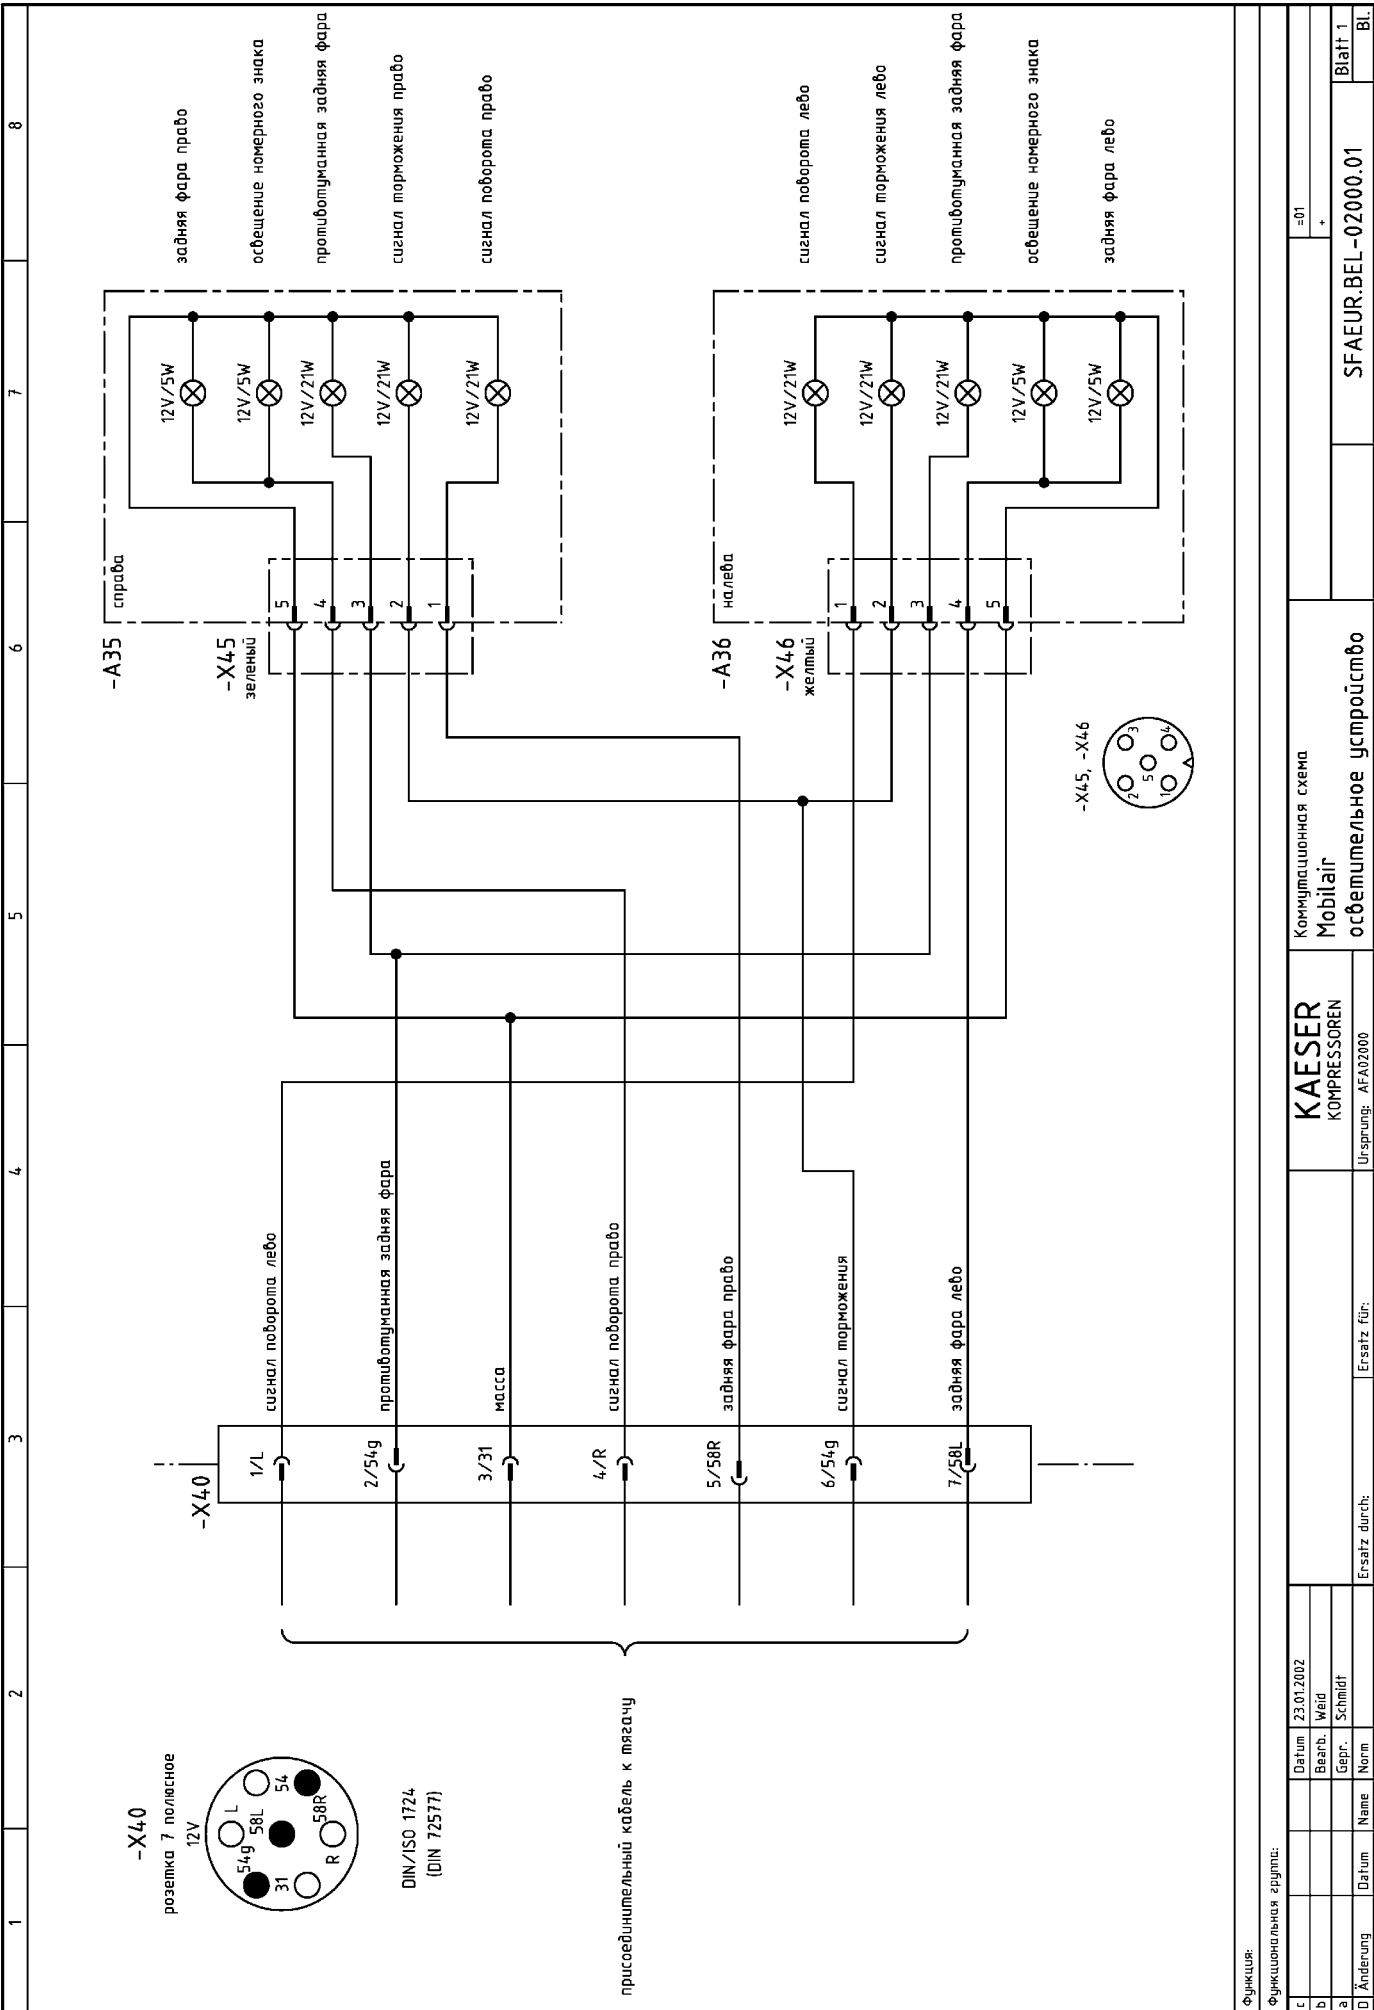 1 2 3 4 5 6 7 8
-X40
розетка 7 полюсное
12V
L
54g
58L
54
31
58R
R
DIN/ISO 1724
(DIN 72577)
присоединительный кабель к тягачу
-X40
1/L
сигнал поворота лево
2/54g
противотуманная задняя фара
3/31
масса
4/R
сигнал поворота право
5/58R
задняя фара право
6/54g
сигнал торможения
7/58L
задняя фара лево
-A35
справа
-X45
зеленый
5
4
3
2
1
12V/5W
задняя фара право
12V/5W
освещение номерного знака
12V/21W
противотуманная задняя фара
12V/21W
сигнал торможения право
12V/21W
сигнал поворота право
-A36
налева
-X46
желтый
1
2
3
4
5
12V/21W
сигнал поворота лево
12V/21W
сигнал торможения лево
12V/21W
противотуманная задняя фара
12V/5W
освещение номерного знака
12V/5W
задняя фара лево
-X45, -X46
2
3
5
1
4
Функция:
Функциональная группа:
c
b
a
D
Änderung
Datum
Name
Datum 23.01.2002
Bearb. Weid
Gepr. Schmidt
Norm
Ersatz durch:
Ersatz für:
KAESER
KOMPRESSOREN
Ursprung: AFA02000
Коммутационная схема
Mobilair
осветительное устройство
=01
+
SFAEUR.BEL-02000.01
Blatt 1
Bl.